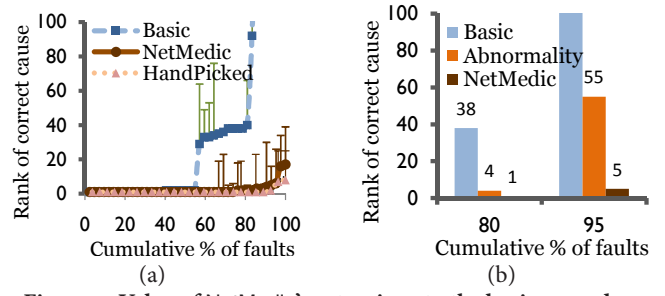 100
80
60
40
20
0
Rank of correct cause
Basic
NetMedic
HandPicked
0 20 40 60 80 100
Cumulative % of faults
(a)
100
80
60
40
20
0
Rank of correct cause
Basic
Abnormality
NetMedic
38
4
1
55
5
80 95
Cumulative % of faults
(b)